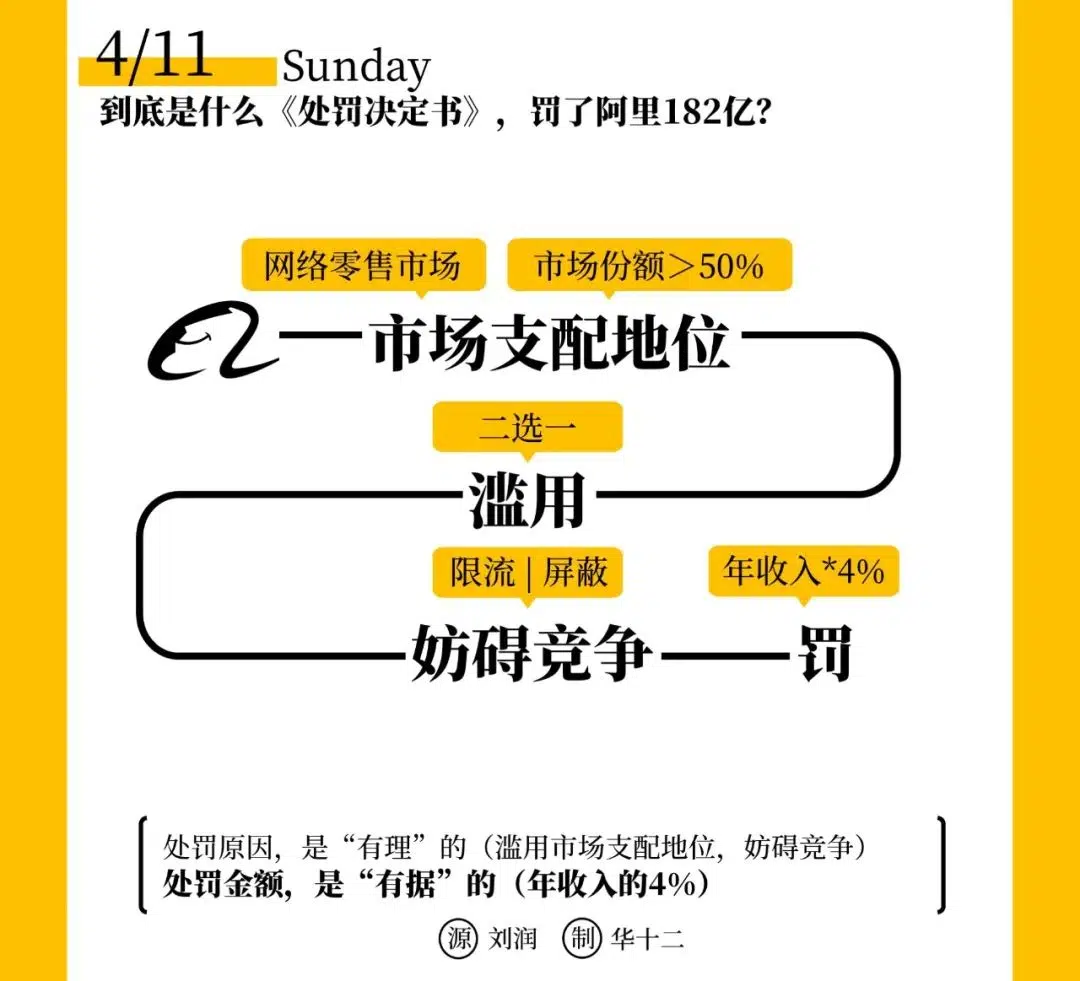 4/11 Sunday
到底是什么《处罚决定书》，罚了阿里182亿？
网络零售市场 市场份额＞50%
市场支配地位
二选一
滥用
限流 | 屏蔽 年收入*4%
妨碍竞争 罚
处罚原因，是“有理”的（滥用市场支配地位，妨碍竞争）
处罚金额，是“有据”的（年收入的4%）
源 刘润 制 华十二